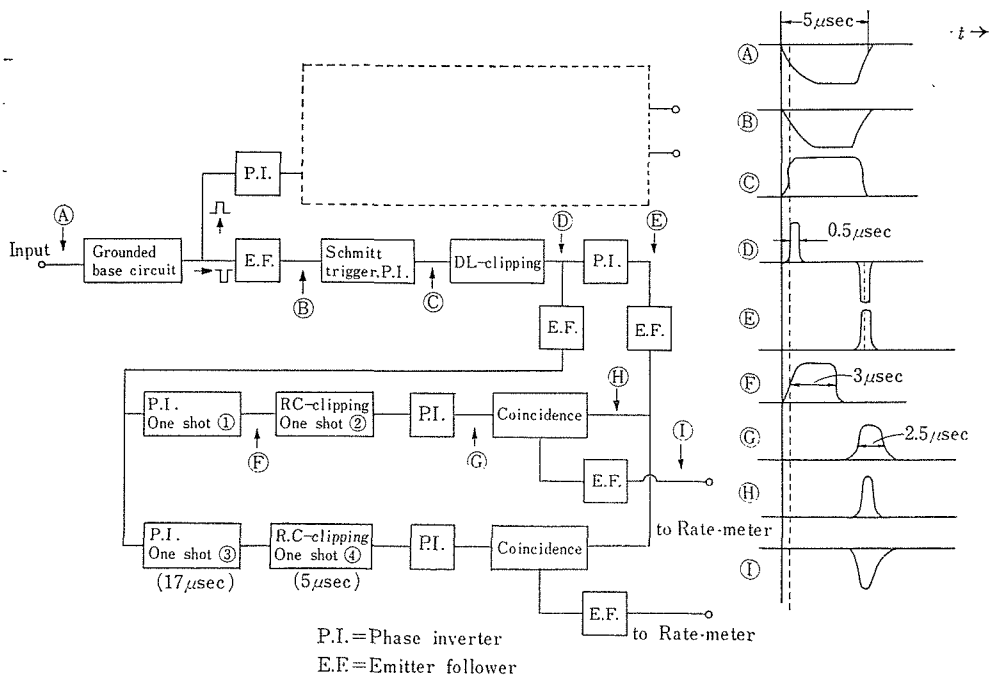 5μsec
t→
Ⓐ
Ⓑ
Ⓒ
Ⓓ
0.5μsec
Ⓔ
Ⓕ
3μsec
Ⓖ
2.5μsec
Ⓗ
Ⓘ
P.I.
Ⓐ
Input
Grounded
base circuit
E.F.
Ⓑ
Schmitt
trigger.P.I.
Ⓒ
DL-clipping
Ⓓ
P.I.
Ⓔ
E.F.
E.F.
P.I.
One shot ①
Ⓕ
RC-clipping
One shot ②
P.I.
Ⓖ
Coincidence
Ⓗ
Ⓘ
E.F.
to Rate-meter
P.I.
One shot ③
(17μsec)
R.C-clipping
One shot ④
(5μsec)
P.I.
Coincidence
E.F.
to Rate-meter
P.I.=Phase inverter
E.F.=Emitter follower